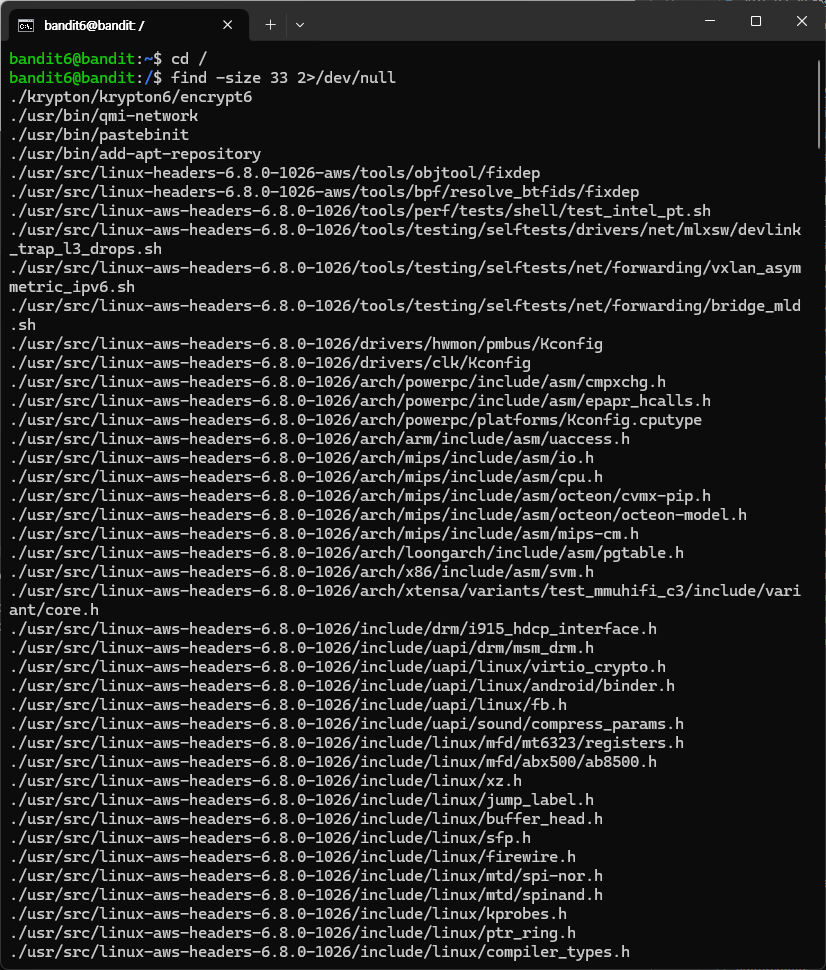 bandit6@bandit: /
bandit6@bandit:~$ cd /
bandit6@bandit:/$ find -size 33 2>/dev/null
./krypton/krypton6/encrypt6
./usr/bin/qmi-network
./usr/bin/pastebinit
./usr/bin/add-apt-repository
./usr/src/linux-headers-6.8.0-1026-aws/tools/objtool/fixdep
./usr/src/linux-headers-6.8.0-1026-aws/tools/bpf/resolve_btfids/fixdep
./usr/src/linux-aws-headers-6.8.0-1026/tools/perf/tests/shell/test_intel_pt.sh
./usr/src/linux-aws-headers-6.8.0-1026/tools/testing/selftests/drivers/net/mlxsw/devlink
_trap_l3_drops.sh
./usr/src/linux-aws-headers-6.8.0-1026/tools/testing/selftests/net/forwarding/vxlan_asym
metric_ipv6.sh
./usr/src/linux-aws-headers-6.8.0-1026/tools/testing/selftests/net/forwarding/bridge_mld
.sh
./usr/src/linux-aws-headers-6.8.0-1026/drivers/hwmon/pmbus/Kconfig
./usr/src/linux-aws-headers-6.8.0-1026/drivers/clk/Kconfig
./usr/src/linux-aws-headers-6.8.0-1026/arch/powerpc/include/asm/cmpxchg.h
./usr/src/linux-aws-headers-6.8.0-1026/arch/powerpc/include/asm/epapr_hcalls.h
./usr/src/linux-aws-headers-6.8.0-1026/arch/powerpc/platforms/Kconfig.cputype
./usr/src/linux-aws-headers-6.8.0-1026/arch/arm/include/asm/uaccess.h
./usr/src/linux-aws-headers-6.8.0-1026/arch/mips/include/asm/io.h
./usr/src/linux-aws-headers-6.8.0-1026/arch/mips/include/asm/cpu.h
./usr/src/linux-aws-headers-6.8.0-1026/arch/mips/include/asm/octeon/cvmx-pip.h
./usr/src/linux-aws-headers-6.8.0-1026/arch/mips/include/asm/octeon/octeon-model.h
./usr/src/linux-aws-headers-6.8.0-1026/arch/mips/include/asm/mips-cm.h
./usr/src/linux-aws-headers-6.8.0-1026/arch/loongarch/include/asm/pgtable.h
./usr/src/linux-aws-headers-6.8.0-1026/arch/x86/include/asm/svm.h
./usr/src/linux-aws-headers-6.8.0-1026/arch/xtensa/variants/test_mmuhifi_c3/include/vari
ant/core.h
./usr/src/linux-aws-headers-6.8.0-1026/include/drm/i915_hdcp_interface.h
./usr/src/linux-aws-headers-6.8.0-1026/include/uapi/drm/msm_drm.h
./usr/src/linux-aws-headers-6.8.0-1026/include/uapi/linux/virtio_crypto.h
./usr/src/linux-aws-headers-6.8.0-1026/include/uapi/linux/android/binder.h
./usr/src/linux-aws-headers-6.8.0-1026/include/uapi/linux/fb.h
./usr/src/linux-aws-headers-6.8.0-1026/include/uapi/sound/compress_params.h
./usr/src/linux-aws-headers-6.8.0-1026/include/linux/mfd/mt6323/registers.h
./usr/src/linux-aws-headers-6.8.0-1026/include/linux/mfd/abx500/ab8500.h
./usr/src/linux-aws-headers-6.8.0-1026/include/linux/xz.h
./usr/src/linux-aws-headers-6.8.0-1026/include/linux/jump_label.h
./usr/src/linux-aws-headers-6.8.0-1026/include/linux/buffer_head.h
./usr/src/linux-aws-headers-6.8.0-1026/include/linux/sfp.h
./usr/src/linux-aws-headers-6.8.0-1026/include/linux/firewire.h
./usr/src/linux-aws-headers-6.8.0-1026/include/linux/mtd/spi-nor.h
./usr/src/linux-aws-headers-6.8.0-1026/include/linux/mtd/spinand.h
./usr/src/linux-aws-headers-6.8.0-1026/include/linux/kprobes.h
./usr/src/linux-aws-headers-6.8.0-1026/include/linux/ptr_ring.h
./usr/src/linux-aws-headers-6.8.0-1026/include/linux/compiler_types.h